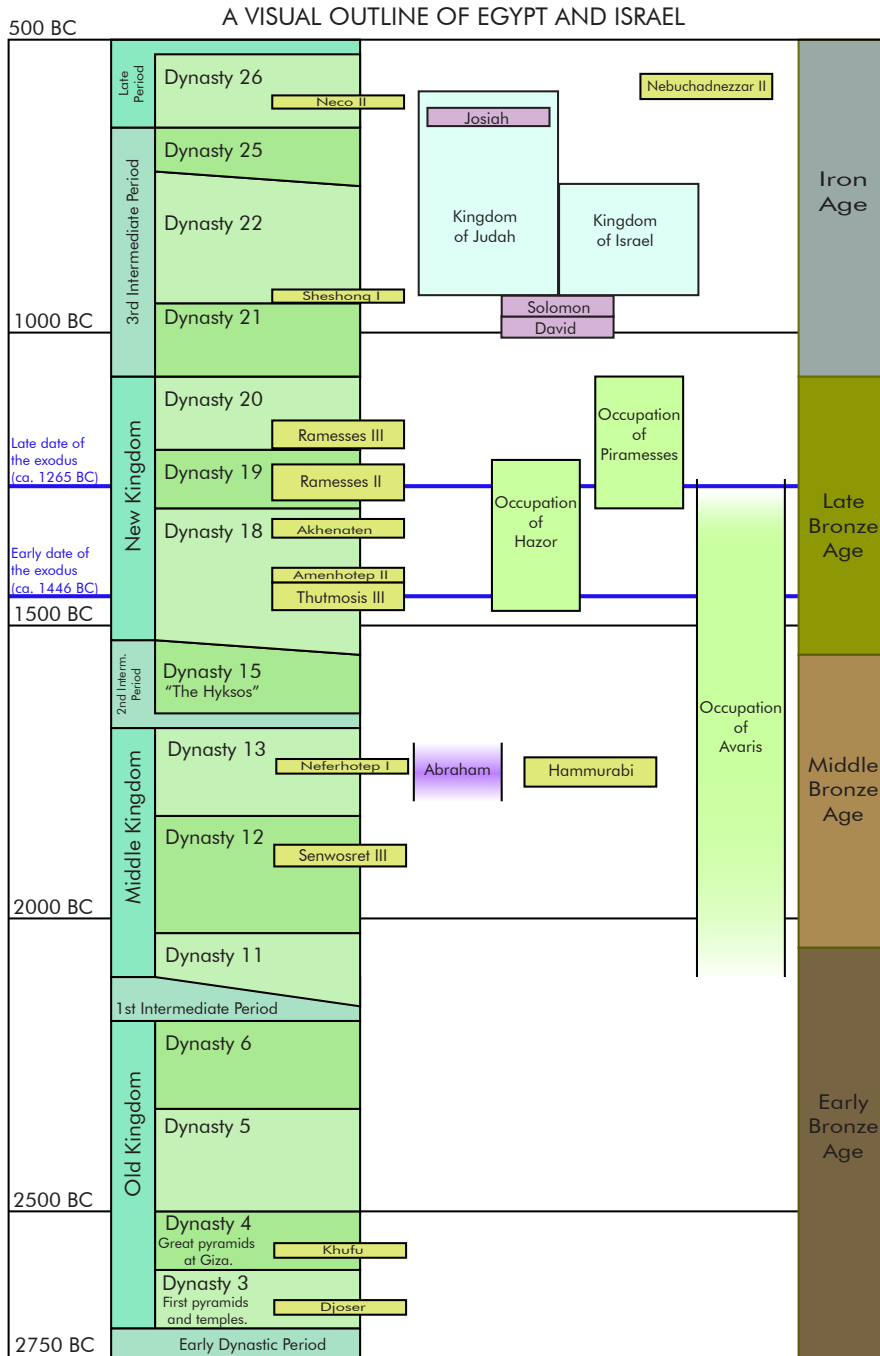 A VISUAL OUTLINE OF EGYPT AND ISRAEL
500 BC
Late
Period
Dynasty 26
Neco II
Nebuchadnezzar II
Josiah
3rd Intermediate Period
Dynasty 25
Dynasty 22
Kingdom
of Judah
Kingdom
of Israel
Iron
Age
Sheshonq I
Solomon
David
Dynasty 21
1000 BC
New Kingdom
Dynasty 20
Ramesses III
Occupation
of
Piramesses
Late date of
the exodus
(ca. 1265 BC)
Dynasty 19
Ramesses II
Occupation
of
Hazor
Late
Bronze
Age
Dynasty 18
Akhenaten
Early date of
the exodus
(ca. 1446 BC)
Amenhotep II
Thutmosis III
1500 BC
2nd Interm.
Period
Dynasty 15
“The Hyksos”
Occupation
of
Avaris
Middle Kingdom
Dynasty 13
Neferhotep I
Abraham
Hammurabi
Middle
Bronze
Age
Dynasty 12
Senwosret III
2000 BC
Dynasty 11
1st Intermediate Period
Old Kingdom
Dynasty 6
Dynasty 5
Early
Bronze
Age
2500 BC
Dynasty 4
Great pyramids
at Giza.
Khufu
Dynasty 3
First pyramids
and temples.
Djoser
2750 BC
Early Dynastic Period